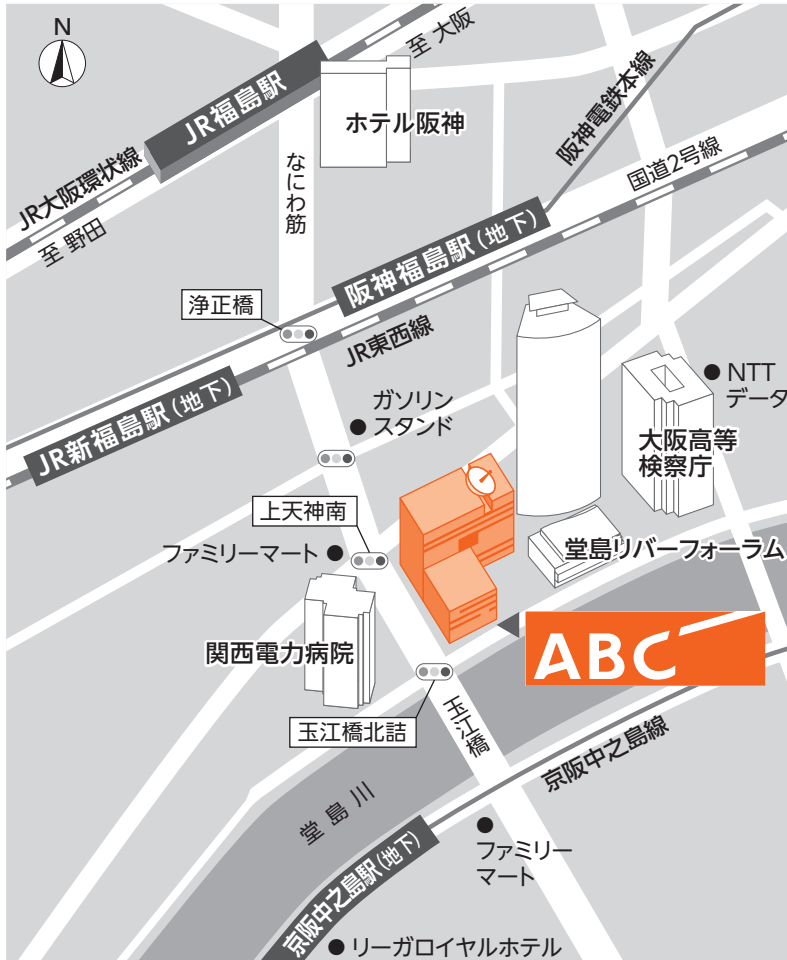 N
至 大阪
JR福島駅
ホテル阪神
阪神電鉄本線
JR大阪環状線
至 野田
なにわ筋
国道2号線
阪神福島駅(地下)
浄正橋
JR東西線
JR新福島駅(地下)
ガソリン
スタンド
NTT
データ
大阪高等
検察庁
上天神南
ファミリーマート
堂島リバーフォーラム
関西電力病院
ABC
玉江橋北詰
玉江橋
京阪中之島線
堂島川
ファミリー
マート
京阪中之島駅(地下)
リーガロイヤルホテル